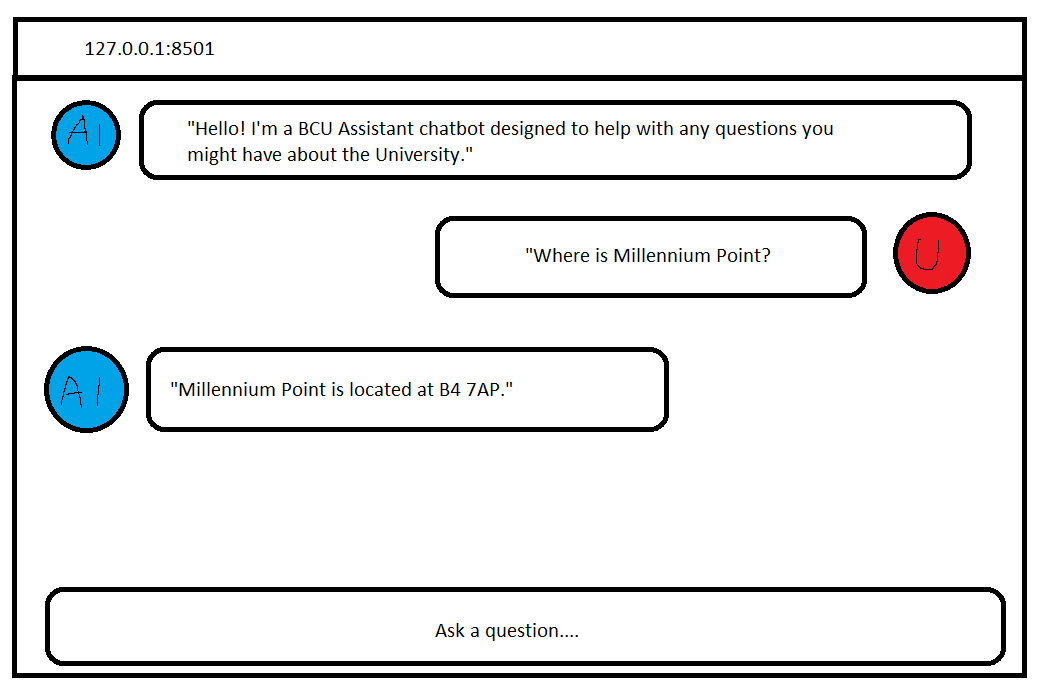 127.0.0.1:8501
AI
"Hello! I'm a BCU Assistant chatbot designed to help with any questions you
might have about the University."
"Where is Millennium Point?
U
AI
"Millennium Point is located at B4 7AP."
Ask a question....